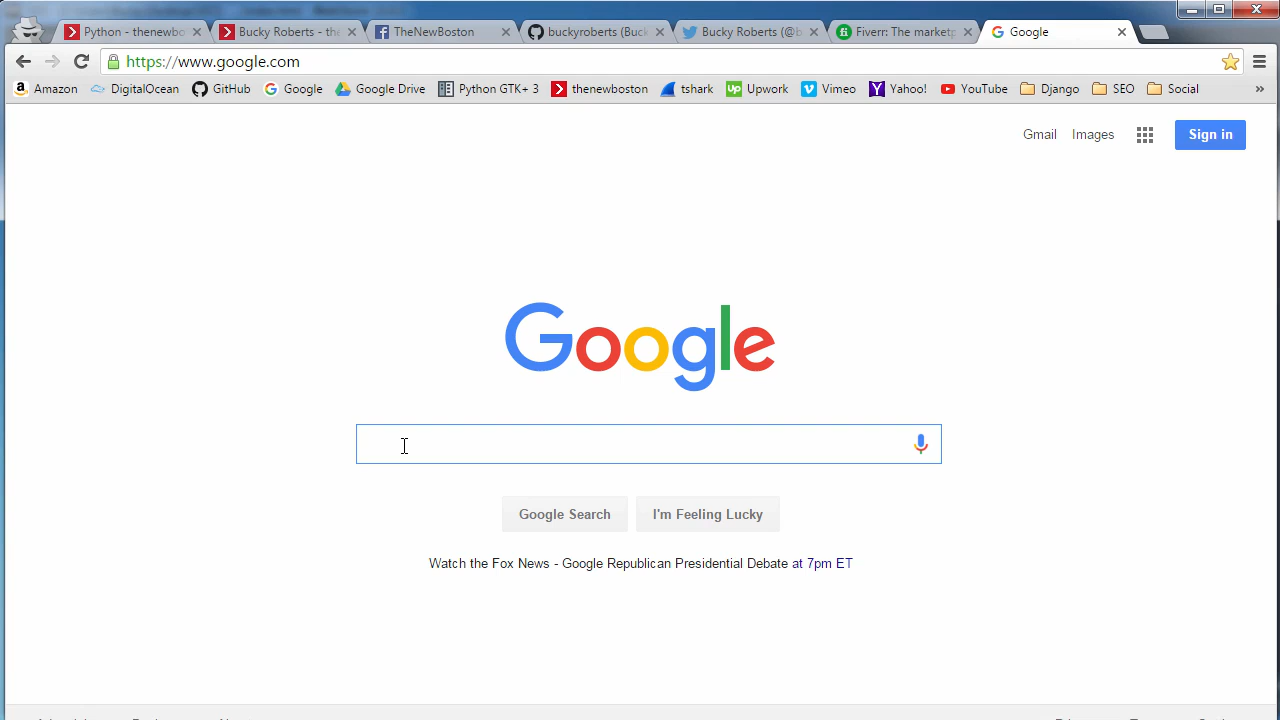 Python - thenewbo
Bucky Roberts - the
TheNewboston
buckyroberts (Buck
Bucky Roberts (@b
Fiverr: The marketp
Google
https://www.google.com
Amazon DigitalOcean GitHub Google Google Drive Python GTK+ 3 thenewboston tshark Upwork Vimeo Yahoo! YouTube Django SEO Social »
Gmail Images Sign in
Google
Google Search I'm Feeling Lucky
Watch the Fox News - Google Republican Presidential Debate at 7pm ET